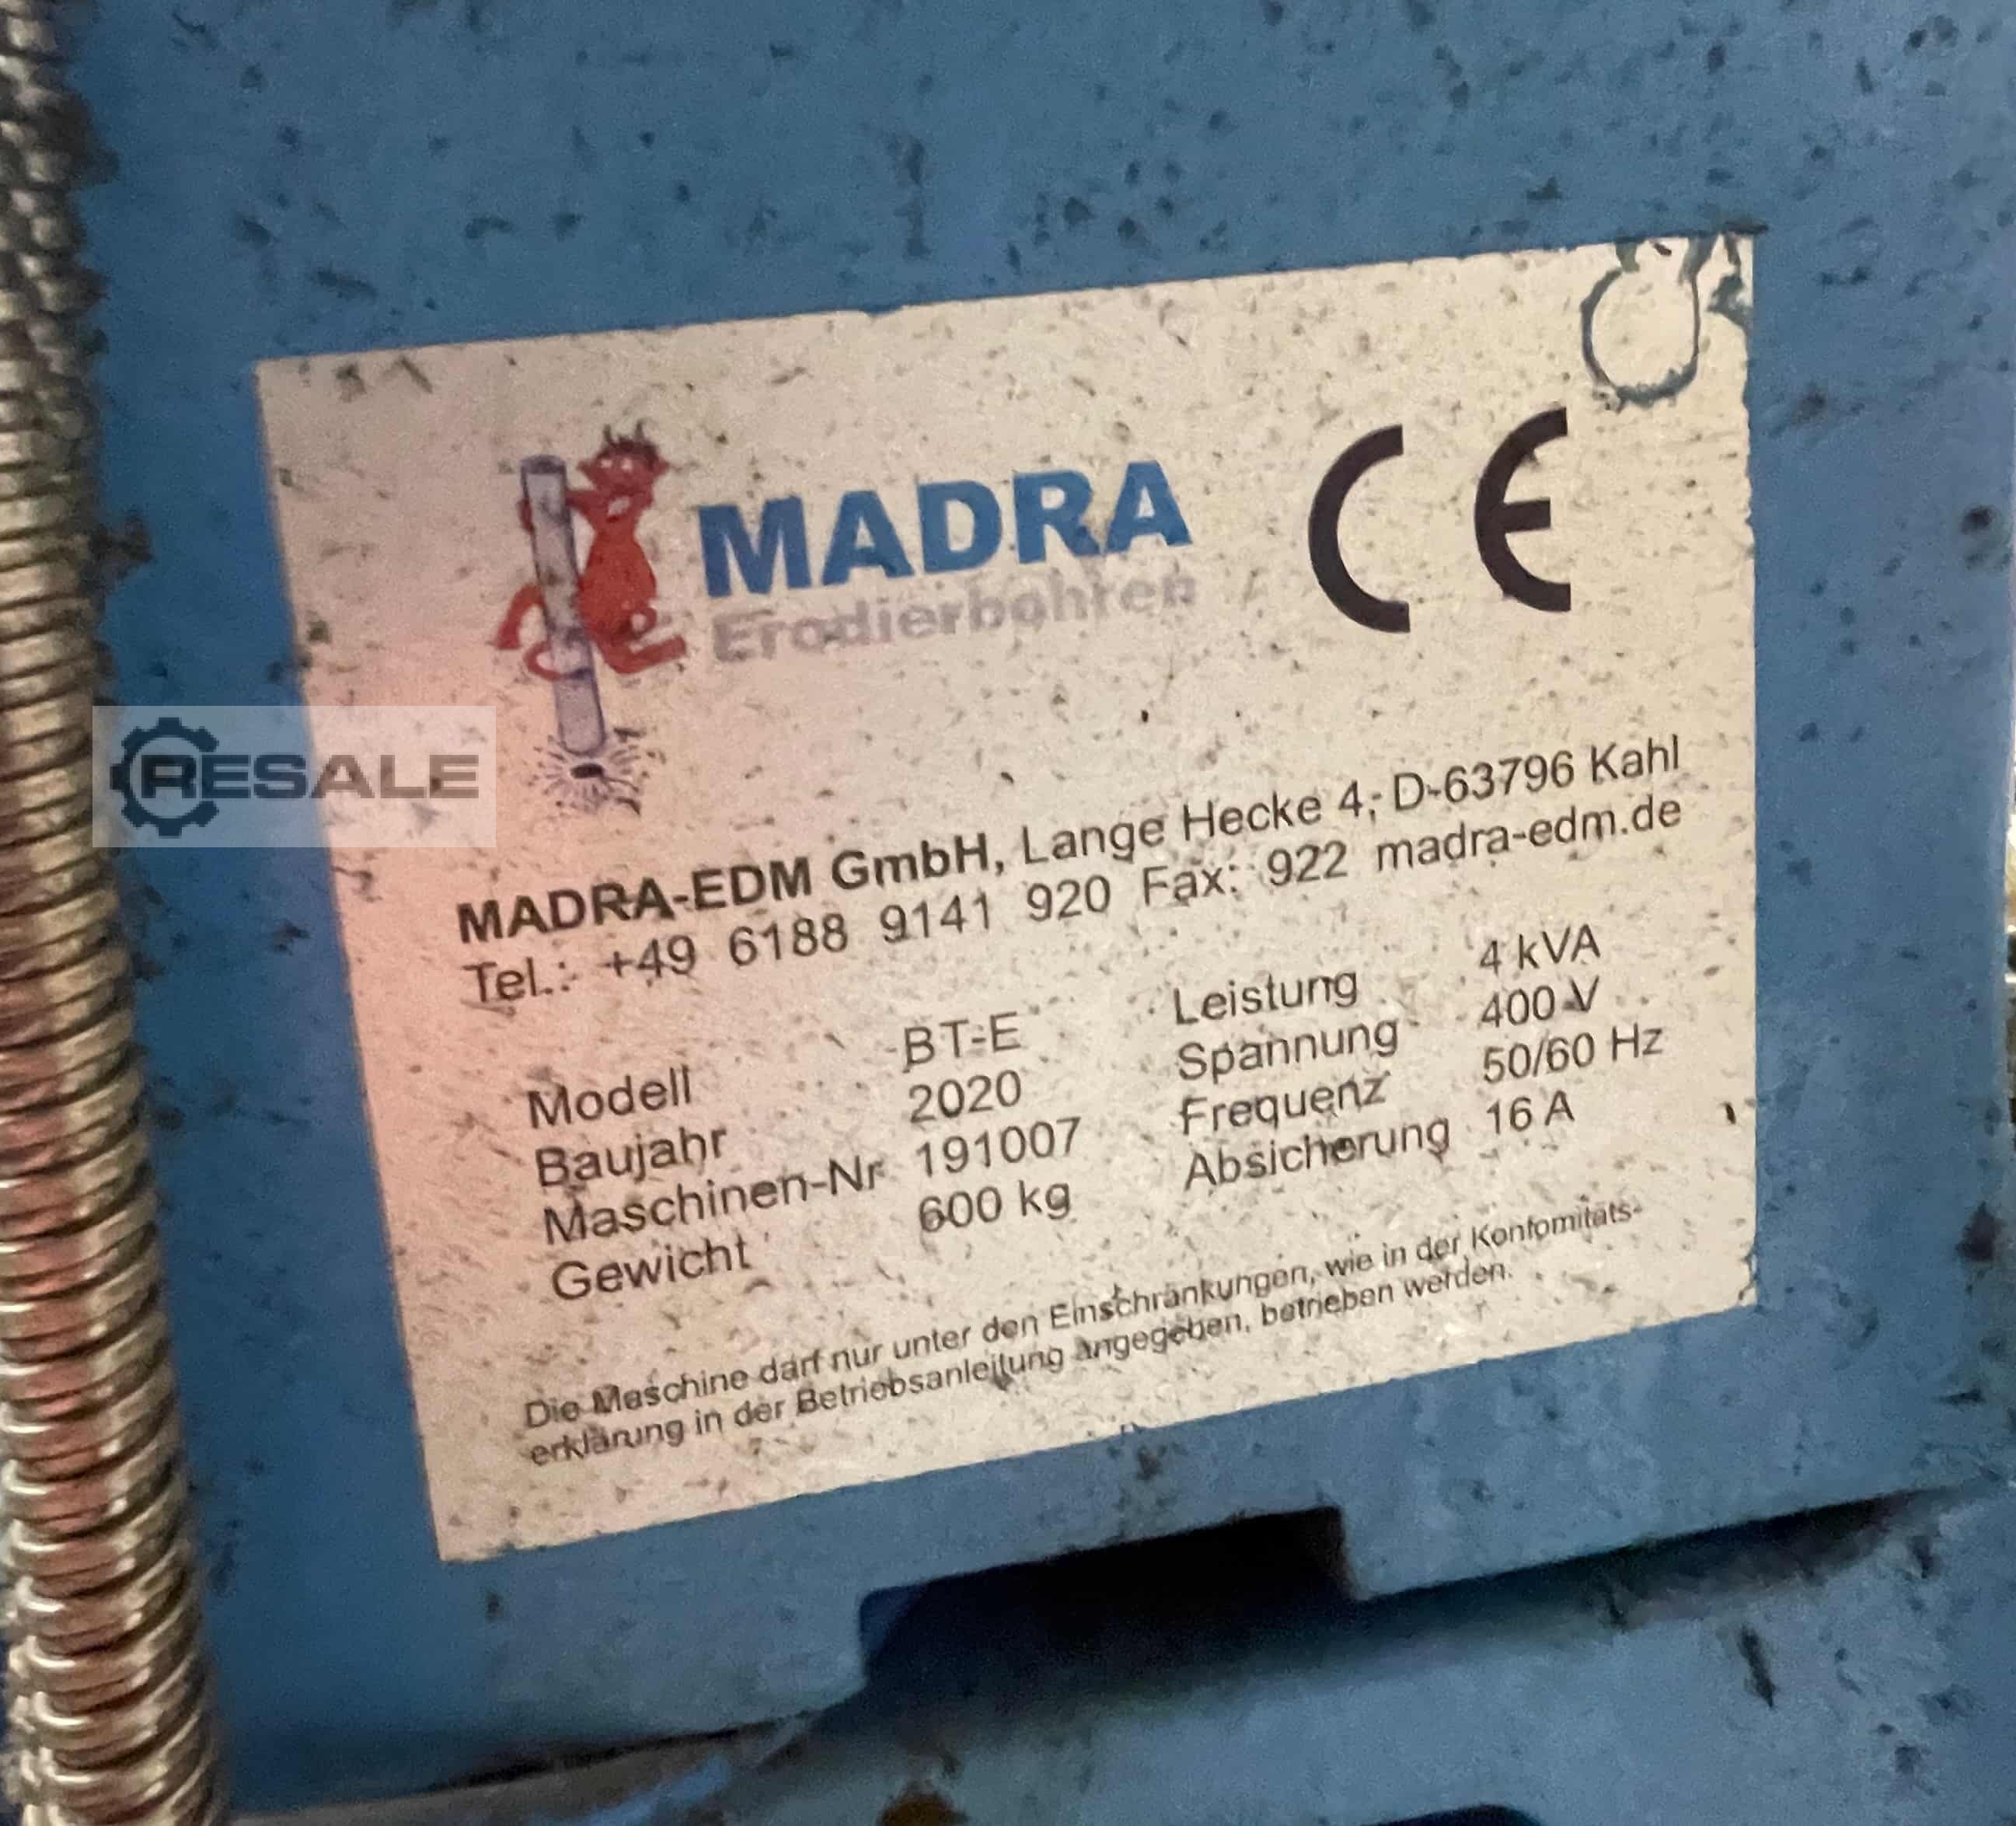 MADRA
Erodierbohren
CE
RESALE
MADRA-EDM GmbH, Lange Hecke 4, D-63796 Kahl
Tel.: +49 6188 9141 920 Fax: 922 madra-edm.de
Modell BT-E Leistung 4 kVA
Baujahr 2020 Spannung 400 V
Maschinen-Nr 191007 Frequenz 50/60 Hz
Gewicht 600 kg Absicherung 16 A
Die Maschine darf nur unter den Einschränkungen, wie in der Konfomitäts-
erklärung in der Betriebsanleitung angegeben, betrieben werden.